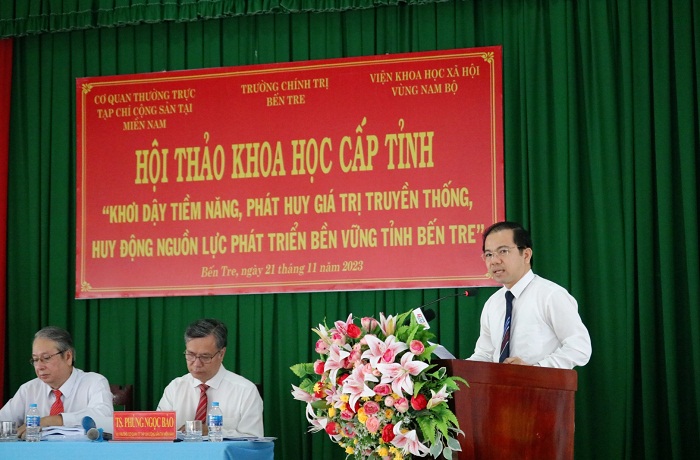 CƠ QUAN THƯỜNG TRỰC
TẠP CHÍ CỘNG SẢN TẠI
MIỀN NAM
TRƯỜNG CHÍNH TRỊ
BẾN TRE
VIỆN KHOA HỌC XÃ HỘI
VÙNG NAM BỘ
HỘI THẢO KHOA HỌC CẤP TỈNH
“KHƠI DẬY TIỀM NĂNG, PHÁT HUY GIÁ TRỊ TRUYỀN THỐNG,
HUY ĐỘNG NGUỒN LỰC PHÁT TRIỂN BỀN VỮNG TỈNH BẾN TRE”
Bến Tre, ngày 21 tháng 11 năm 2023
TS. PHÙNG NGỌC BẢO